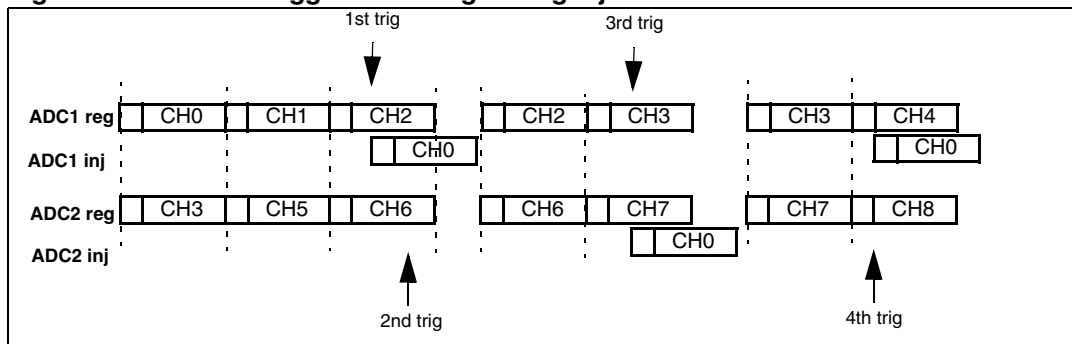 1st trig
3rd trig
ADC1 reg CH0 CH1 CH2 CH2 CH3 CH3 CH4
ADC1 inj CH0 CH0
ADC2 reg CH3 CH5 CH6 CH6 CH7 CH7 CH8
ADC2 inj CH0
2nd trig
4th trig